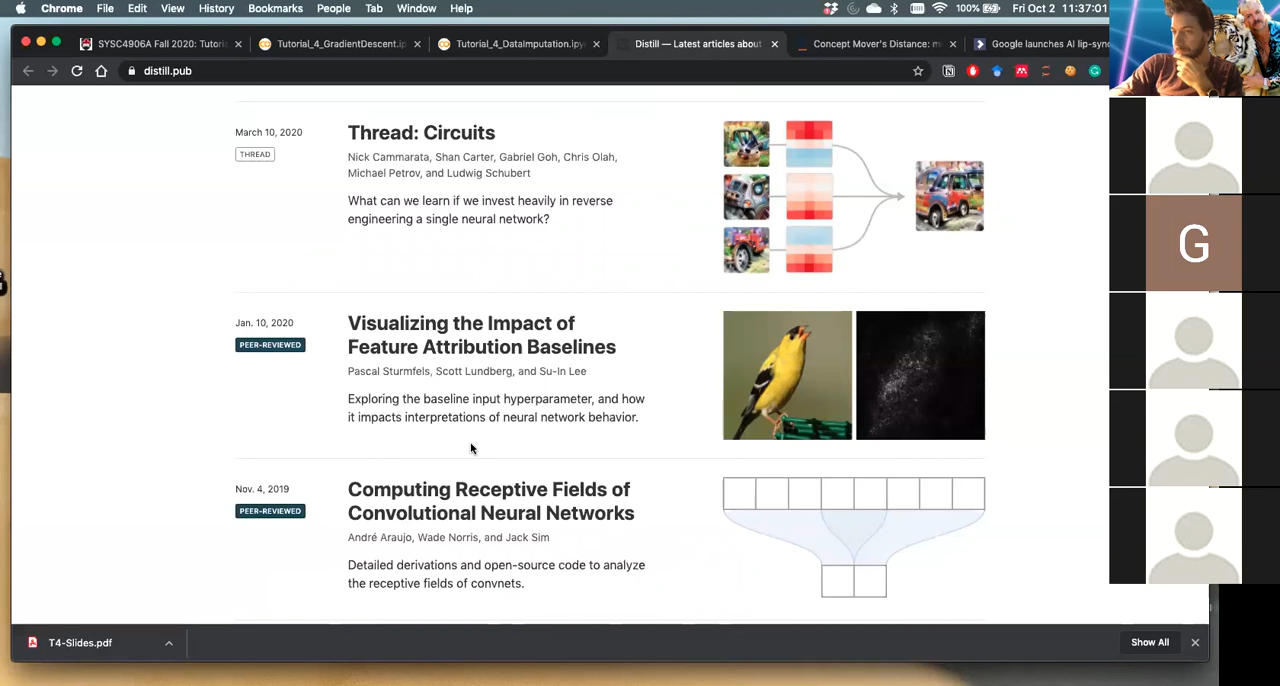 Chrome File Edit View History Bookmarks People Tab Window Help 100% Fri Oct 2 11:37:01
SYSC4906A Fall 2020: Tutoria Tutorial_4_GradientDescent.ip Tutorial_4_DataImputation.ipy Distill — Latest articles about Concept Mover's Distance: m Google launches AI lip-sync
distill.pub
March 10, 2020
THREAD
Thread: Circuits
Nick Cammarata, Shan Carter, Gabriel Goh, Chris Olah,
Michael Petrov, and Ludwig Schubert
What can we learn if we invest heavily in reverse
engineering a single neural network?
Jan. 10, 2020
PEER-REVIEWED
Visualizing the Impact of
Feature Attribution Baselines
Pascal Sturmfels, Scott Lundberg, and Su-In Lee
Exploring the baseline input hyperparameter, and how
it impacts interpretations of neural network behavior.
Nov. 4, 2019
PEER-REVIEWED
Computing Receptive Fields of
Convolutional Neural Networks
André Araujo, Wade Norris, and Jack Sim
Detailed derivations and open-source code to analyze
the receptive fields of convnets.
G
T4-Slides.pdf
Show All